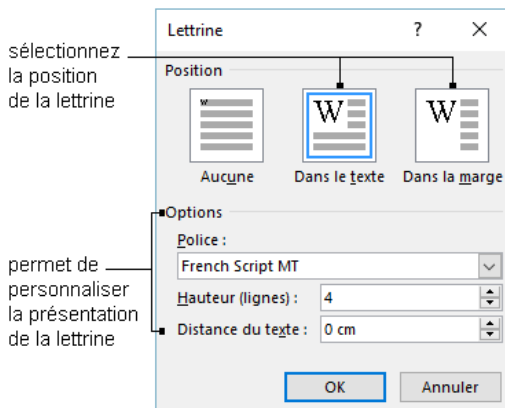 Lettrine ? ×
sélectionnez
la position
de la lettrine
Position
W W W
Aucune Dans le texte Dans la marge
Options
Police :
French Script MT
permet de
personnaliser
la présentation
de la lettrine
Hauteur (lignes) : 4
Distance du texte : 0 cm
OK Annuler